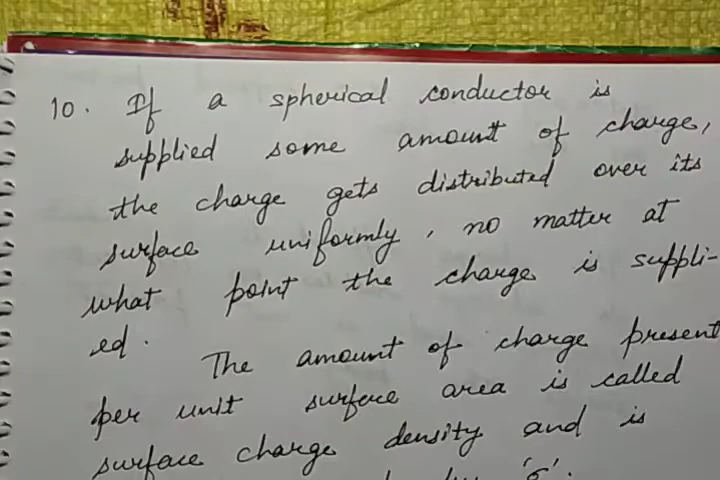 10. If a spherical conductor is
supplied some amount of charge,
the charge gets distributed over its
surface uniformly, no matter at
what point the charge is suppli-
ed.
The amount of charge present
per unit surface area is called
surface charge density and is
'σ'.